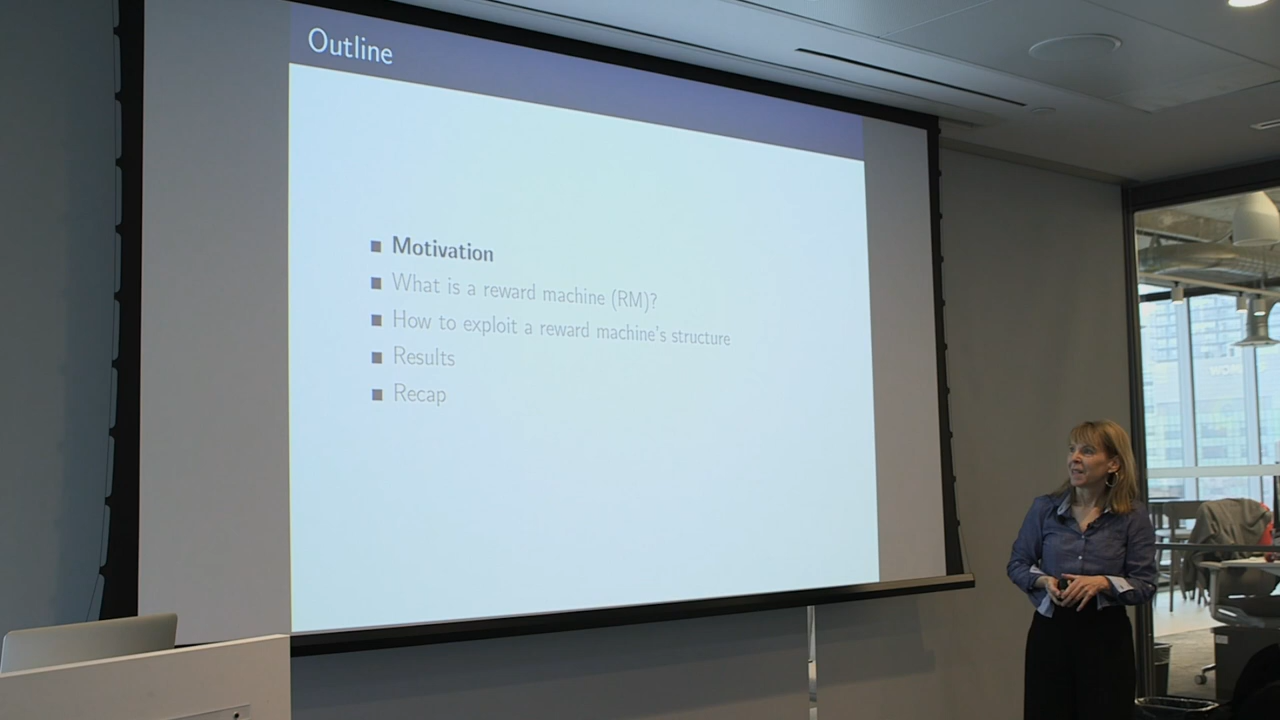 Outline
Motivation
What is a reward machine (RM)?
How to exploit a reward machine's structure
Results
Recap